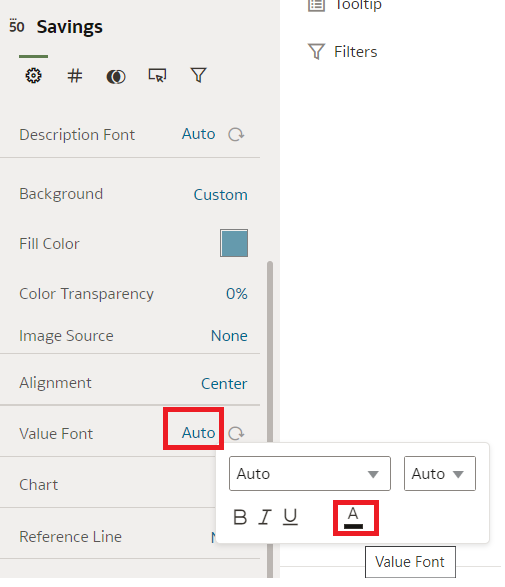 Tooltip
50 Savings
Filters
Description Font Auto
Background Custom
Fill Color
Color Transparency 0%
Image Source None
Alignment Center
Value Font Auto
Auto Auto
Chart
B I U A
Reference Line
Value Font